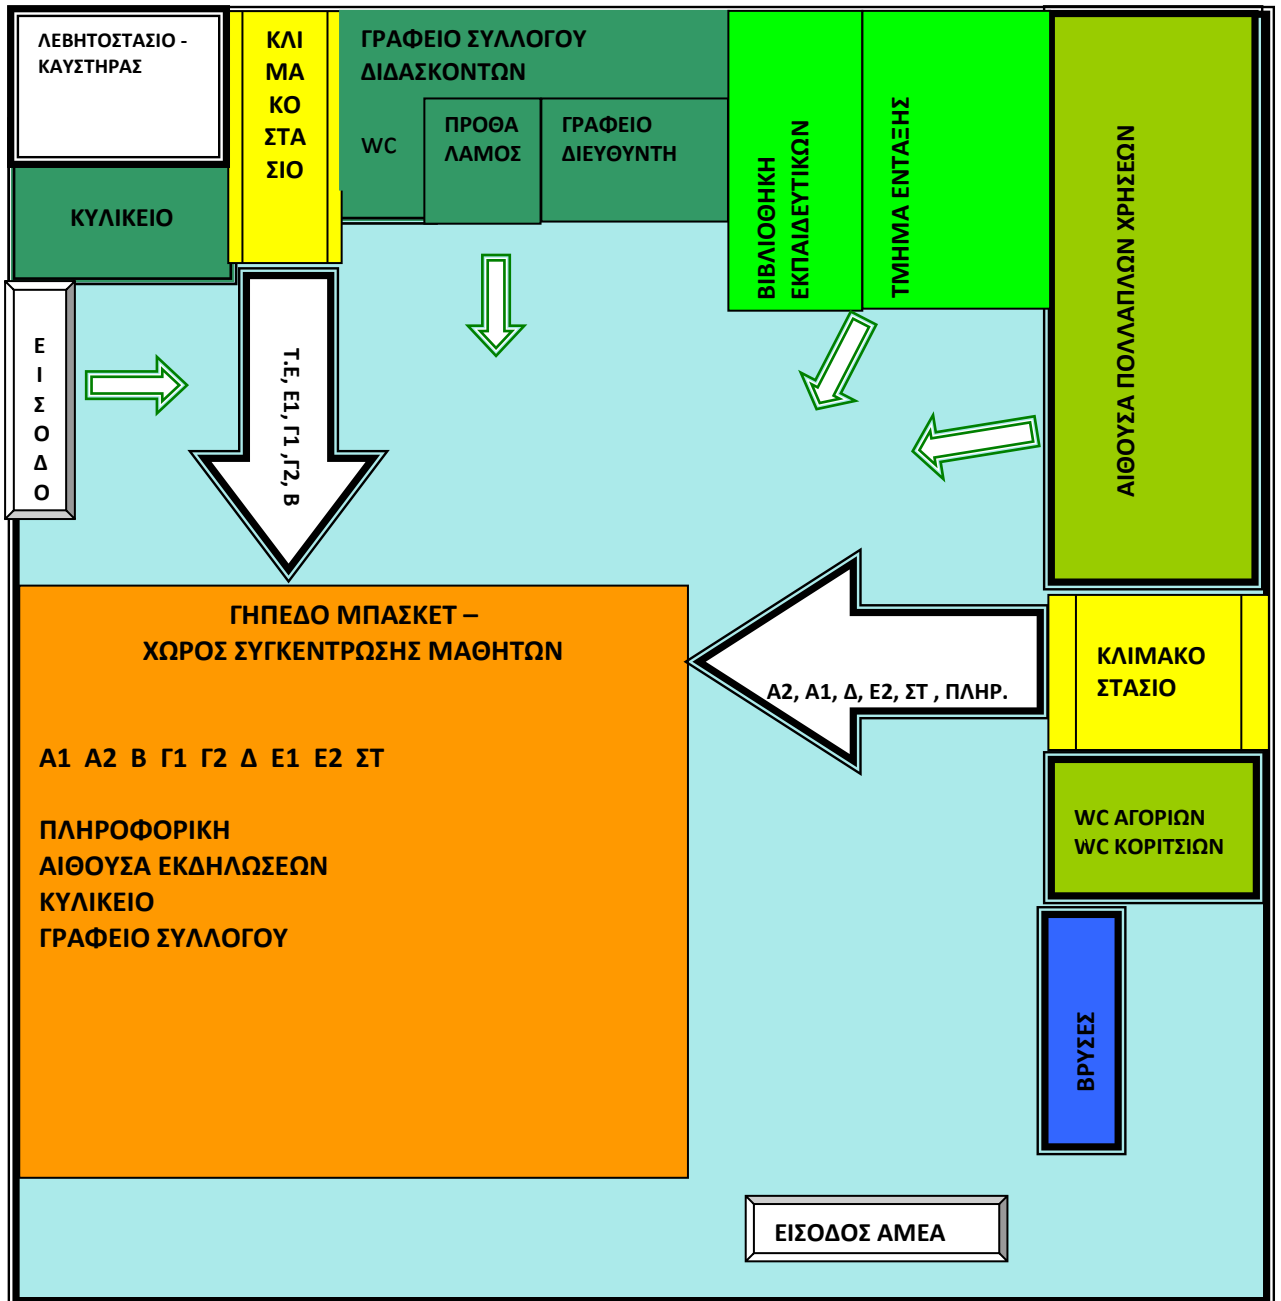 ΛΕΒΗΤΟΣΤΑΣΙΟ -
ΚΑΥΣΤΗΡΑΣ
ΚΛΙ
ΜΑ
ΚΟ
ΣΤΑ
ΣΙΟ
ΓΡΑΦΕΙΟ ΣΥΛΛΟΓΟΥ
ΔΙΔΑΣΚΟΝΤΩΝ
WC
ΠΡΟΘΑ
ΛΑΜΟΣ
ΓΡΑΦΕΙΟ
ΔΙΕΥΘΥΝΤΗ
ΒΙΒΛΙΟΘΗΚΗ
ΕΚΠΑΙΔΕΥΤΙΚΩΝ
ΤΜΗΜΑ ΕΝΤΑΞΗΣ
ΑΙΘΟΥΣΑ ΠΟΛΛΑΠΛΩΝ ΧΡΗΣΕΩΝ
ΚΥΛΙΚΕΙΟ
Ε
Ι
Σ
Ο
Δ
Ο
Τ.Ε, Ε1, Γ1 ,Γ2, Β
ΓΗΠΕΔΟ ΜΠΑΣΚΕΤ –
ΧΩΡΟΣ ΣΥΓΚΕΝΤΡΩΣΗΣ ΜΑΘΗΤΩΝ
Α1 Α2 Β Γ1 Γ2 Δ Ε1 Ε2 ΣΤ
ΠΛΗΡΟΦΟΡΙΚΗ
ΑΙΘΟΥΣΑ ΕΚΔΗΛΩΣΕΩΝ
ΚΥΛΙΚΕΙΟ
ΓΡΑΦΕΙΟ ΣΥΛΛΟΓΟΥ
Α2, Α1, Δ, Ε2, ΣΤ , ΠΛΗΡ.
ΚΛΙΜΑΚΟ
ΣΤΑΣΙΟ
WC ΑΓΟΡΙΩΝ
WC ΚΟΡΙΤΣΙΩΝ
ΒΡΥΣΕΣ
ΕΙΣΟΔΟΣ ΑΜΕΑ